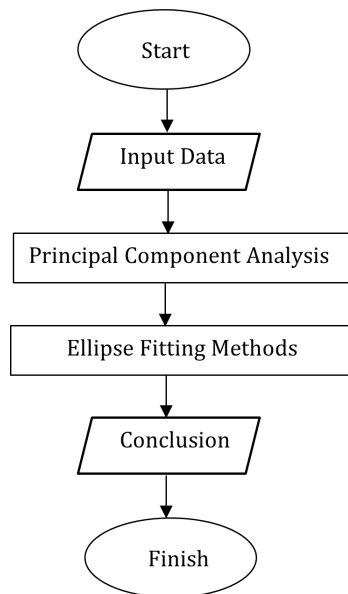 Start
Input Data
Principal Component Analysis
Ellipse Fitting Methods
Conclusion
Finish